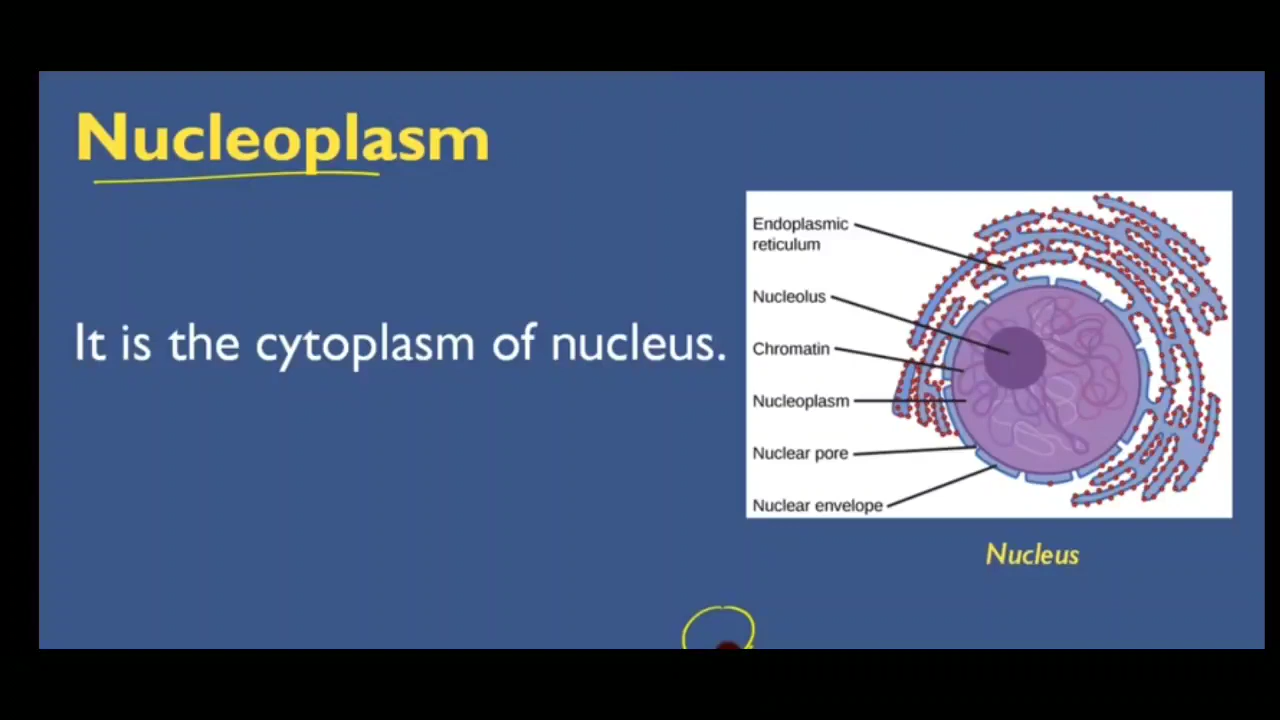 Nucleoplasm
It is the cytoplasm of nucleus.
Endoplasmic
reticulum
Nucleolus
Chromatin
Nucleoplasm
Nuclear pore
Nuclear envelope
Nucleus